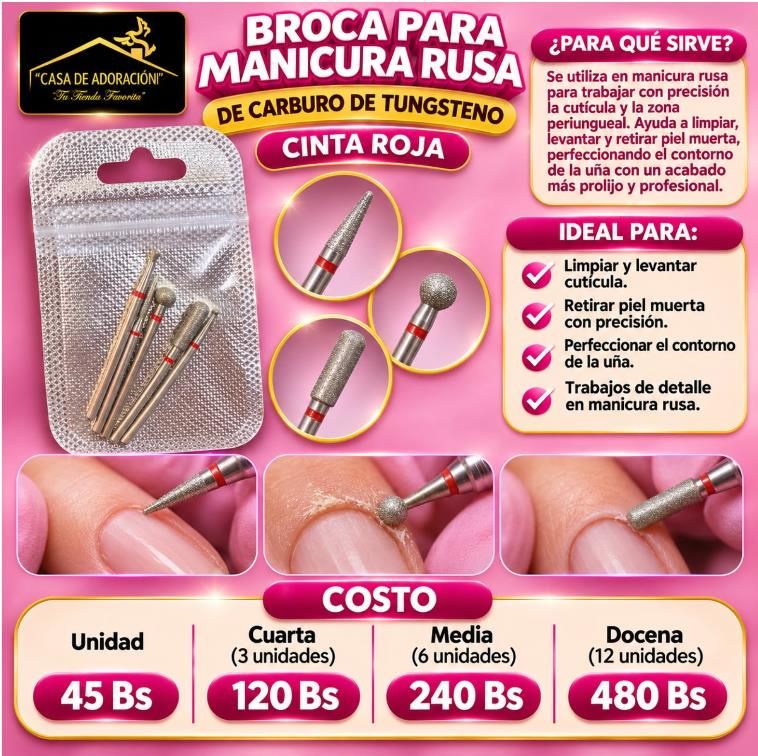 "CASA DE ADORACIÓNI"
"Tu Tienda Favorita"
BROCA PARA
MANICURA RUSA
DE CARBURO DE TUNGSTENO
CINTA ROJA
¿PARA QUÉ SIRVE?
Se utiliza en manicura rusa
para trabajar con precisión
la cutícula y la zona
periungueal. Ayuda a limpiar,
levantar y retirar piel muerta,
perfeccionando el contorno
de la uña con un acabado
más prolijo y profesional.
IDEAL PARA:
Limpiar y levantar
cutícula.
Retirar piel muerta
con precisión.
Perfeccionar el contorno
de la uña.
Trabajos de detalle
en manicura rusa.
COSTO
Unidad
45 Bs
Cuarta
(3 unidades)
120 Bs
Media
(6 unidades)
240 Bs
Docena
(12 unidades)
480 Bs